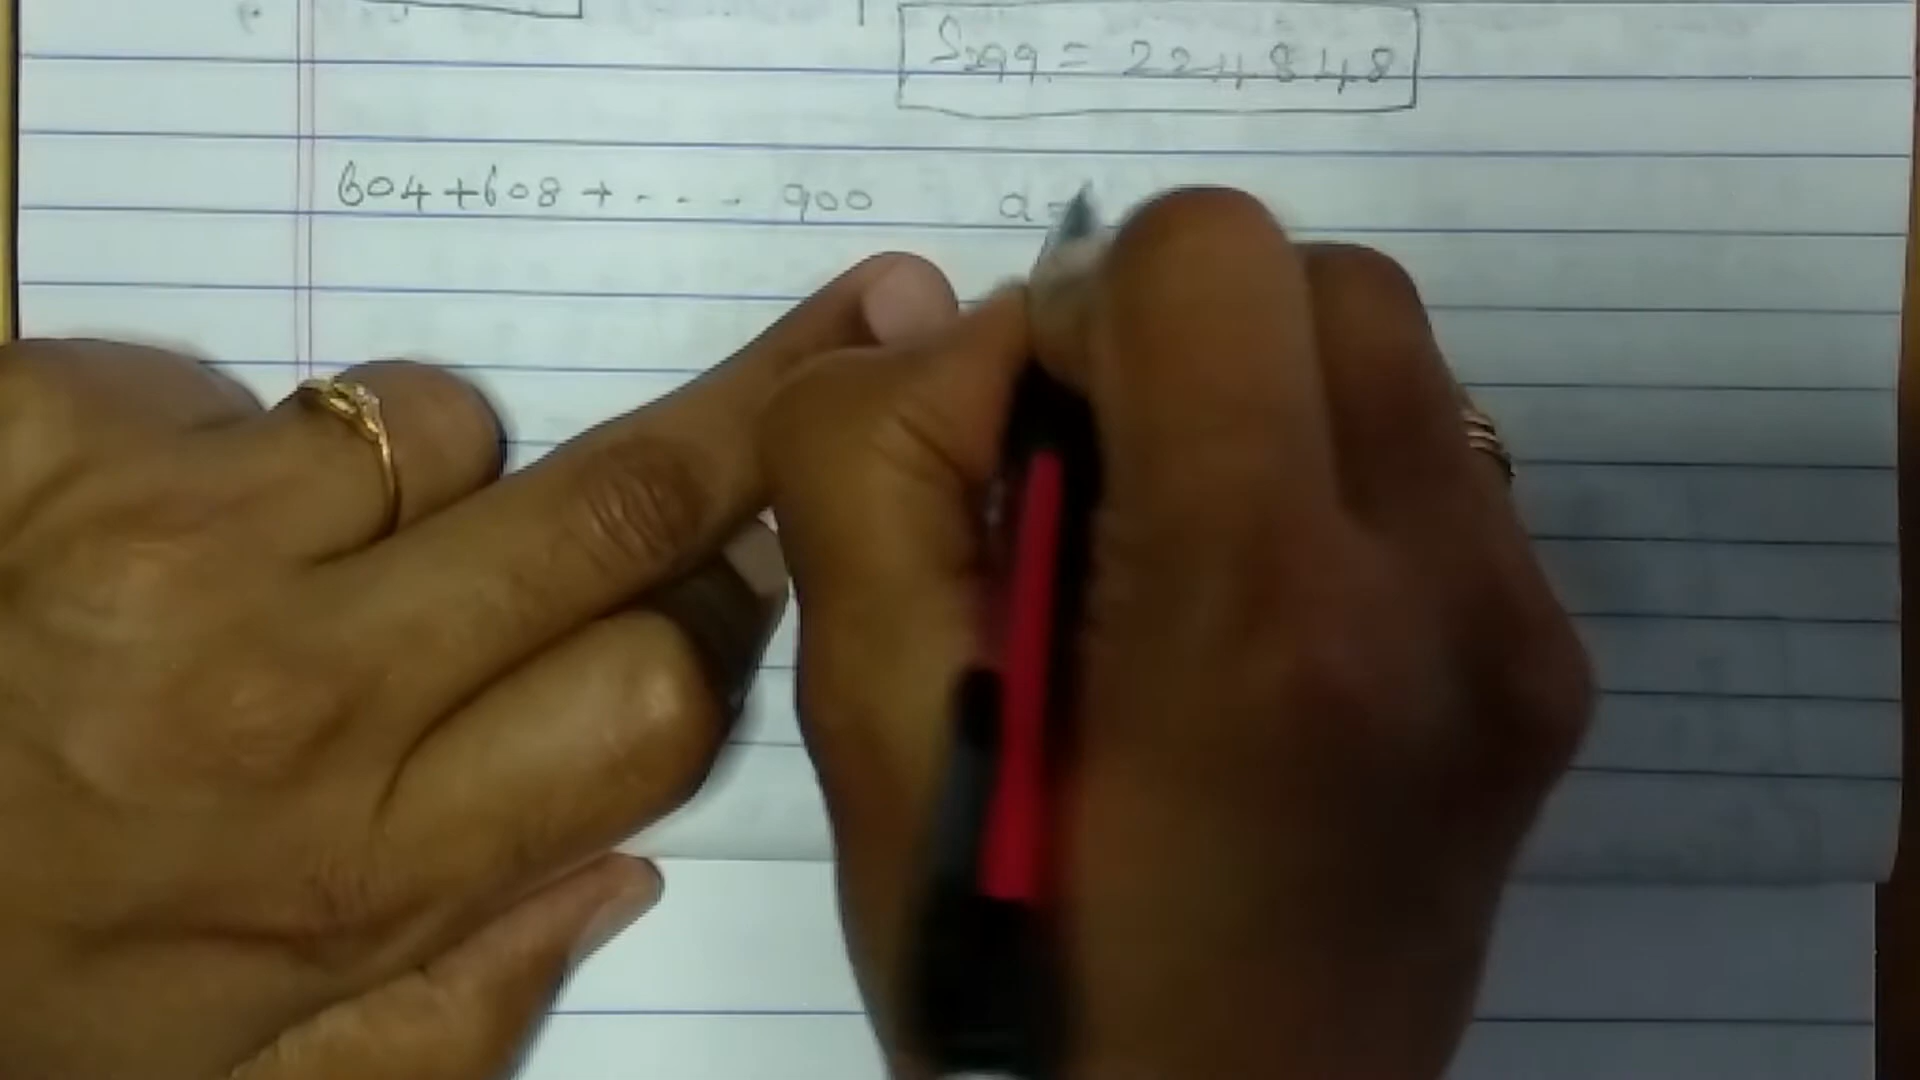 S₂₉₉ = 224848
604 + 608 + - - - - 900 a =